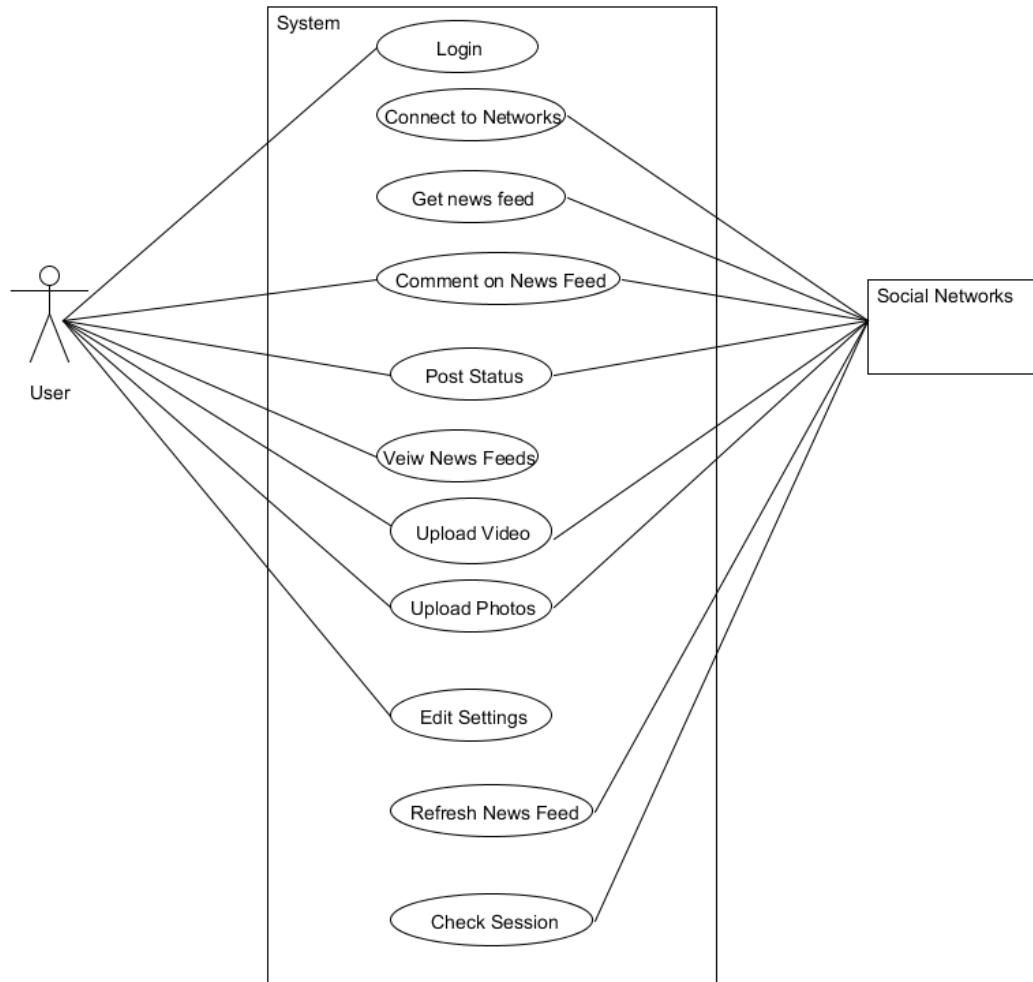 System
Login
Connect to Networks
Get news feed
Comment on News Feed
Social Networks
Post Status
User
Veiw News Feeds
Upload Video
Upload Photos
Edit Settings
Refresh News Feed
Check Session